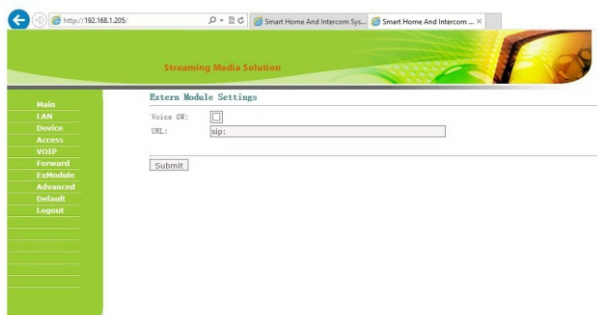 http://192.168.1.205/
Smart Home And Intercom Sys...
Smart Home And Intercom ...
Streaming Media Solution
Main
LAN
Device
Access
VOIP
Forward
ExModule
Advanced
Default
Logout
Extern Module Settings
Voice GW:
URL:
sip:
Submit